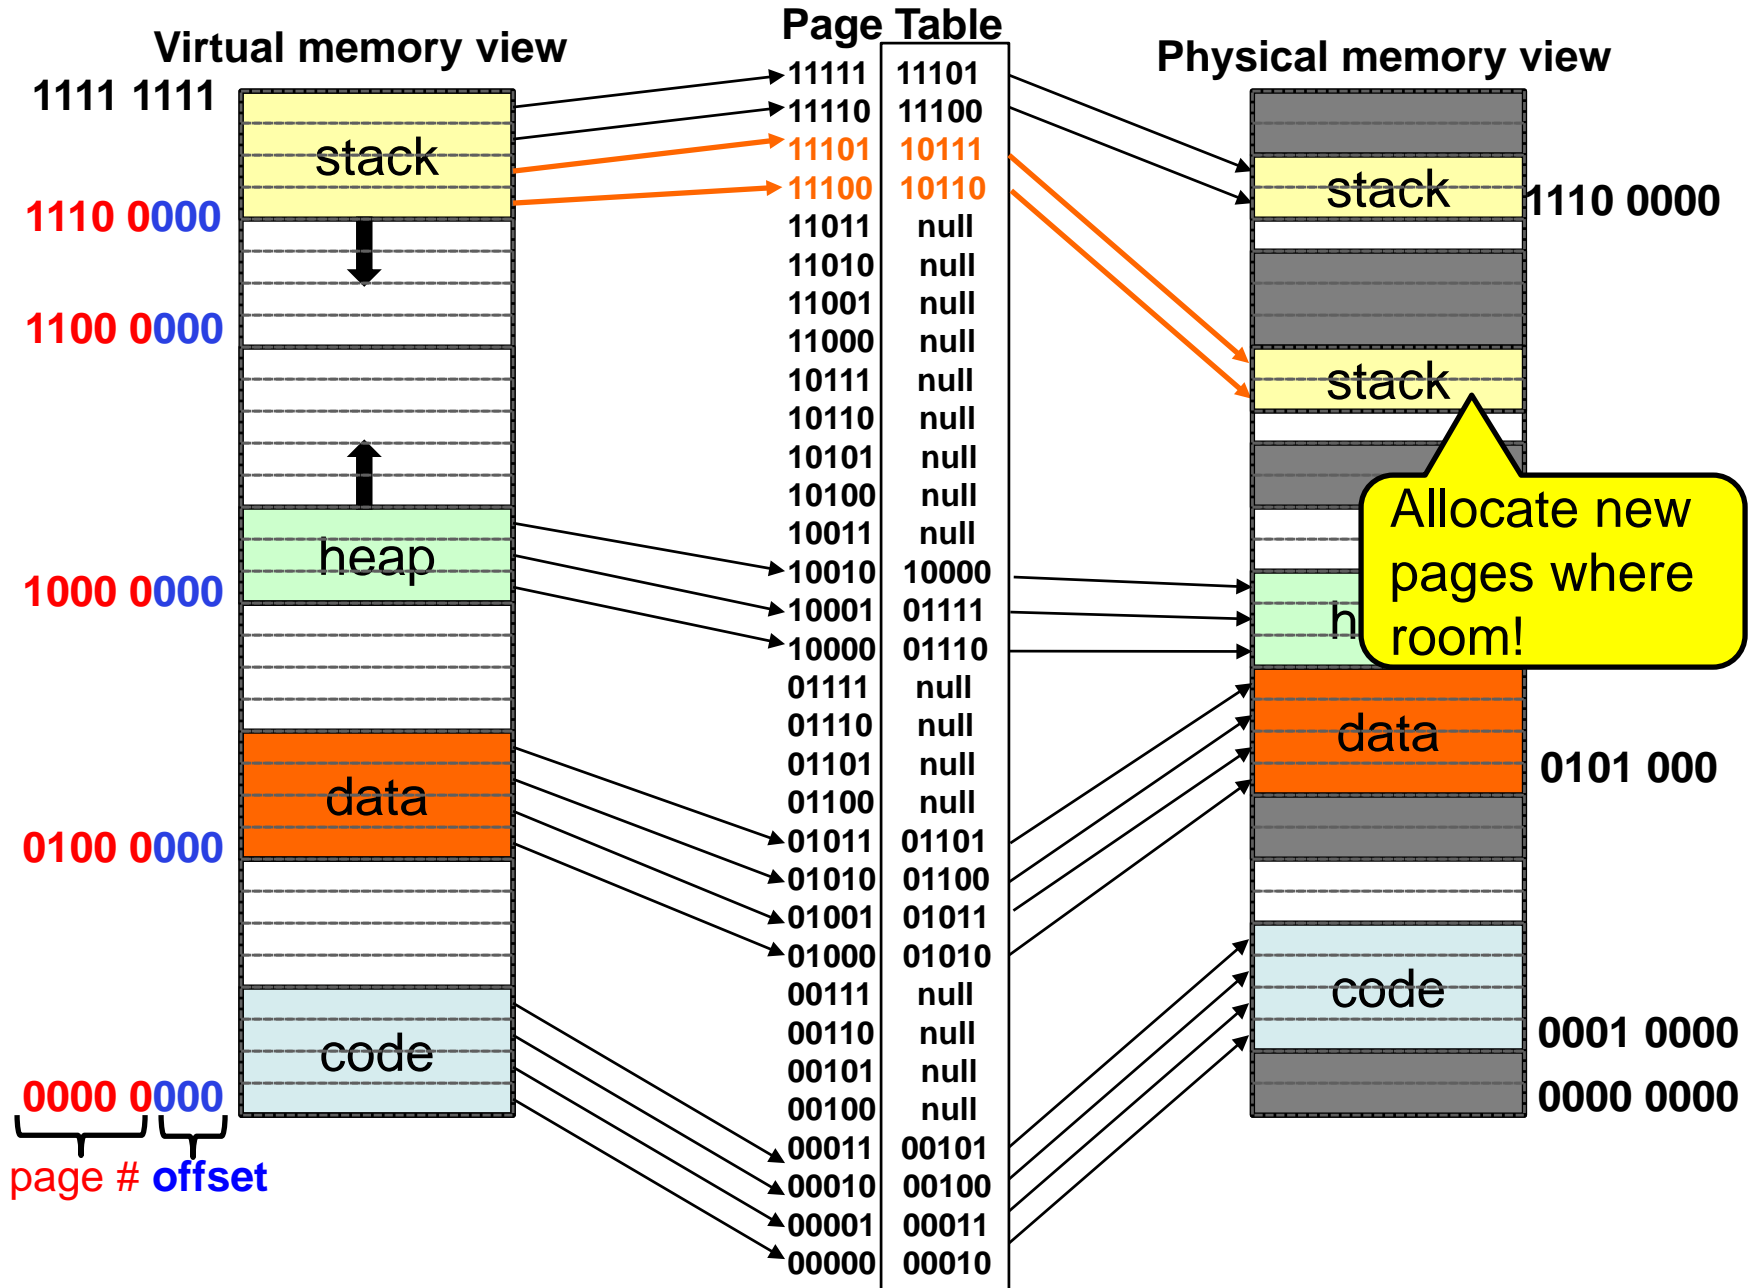 Virtual memory view
1111 1111
stack
1110 0000
1100 0000
heap
1000 0000
data
0100 0000
code
0000 0000
page # offset
Page Table
11111 11101
11110 11100
11101 10111
11100 10110
11011 null
11010 null
11001 null
11000 null
10111 null
10110 null
10101 null
10100 null
10011 null
10010 10000
10001 01111
10000 01110
01111 null
01110 null
01101 null
01100 null
01011 01101
01010 01100
01001 01011
01000 01010
00111 null
00110 null
00101 null
00100 null
00011 00101
00010 00100
00001 00011
00000 00010
Physical memory view
stack
1110 0000
stack
Allocate new
pages where
room!
data
0101 000
code
0001 0000
0000 0000